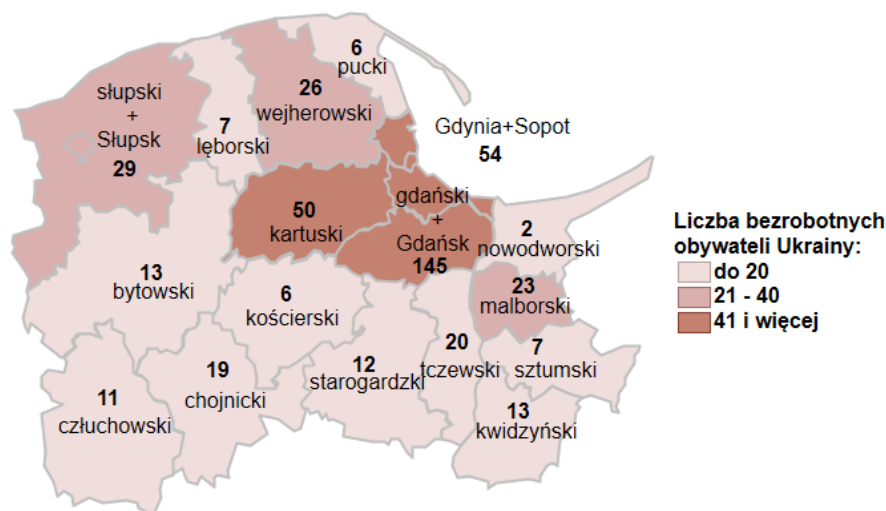 6
pucki
26
wejherowski
słupski
+
Słupsk
29
7
lęborski
Gdynia+Sopot
54
50
kartuski
gdański
+
Gdańsk
145
2
nowodworski
13
bytowski
6
kościerski
23
malborski
11
człuchowski
19
chojnicki
12
starogardzki
20
tczewski
7
sztumski
13
kwidzyński
Liczba bezrobotnych
obywateli Ukrainy:
do 20
21 - 40
41 i więcej